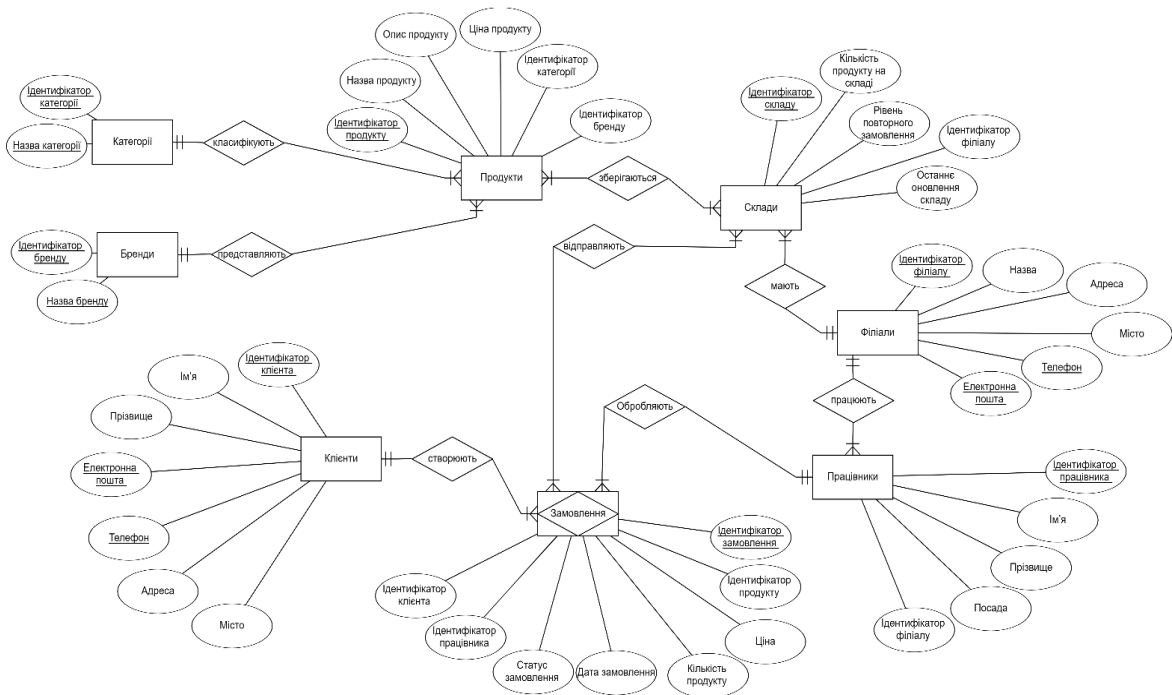 Ціна продукту
Опис продукту
Ідентифікатор
категорії
Назва продукту
Ідентифікатор
продукту
Ідентифікатор
бренду
Ідентифікатор
категорії
Назва категорії
Категорії
класифікують
Продукти
зберігаються
Кількість
продукту на
складі
Ідентифікатор
складу
Рівень
повторного
замовлення
Ідентифікатор
філіалу
Останнє
оновлення
складу
Склади
Ідентифікатор
бренду
Назва бренду
Бренди
представляють
відправляють
мають
Ідентифікатор
філіалу
Назва
Адреса
Місто
Телефон
Електронна
пошта
Філіали
працюють
Обробляють
Ідентифікатор
клієнта
Ім'я
Прізвище
Електронна
пошта
Телефон
Адреса
Місто
Клієнти
створюють
Замовлення
Працівники
Ідентифікатор
працівника
Ім'я
Прізвище
Посада
Ідентифікатор
філіалу
Ідентифікатор
замовлення
Ідентифікатор
продукту
Ціна
Кількість
продукту
Дата замовлення
Статус
замовлення
Ідентифікатор
працівника
Ідентифікатор
клієнта